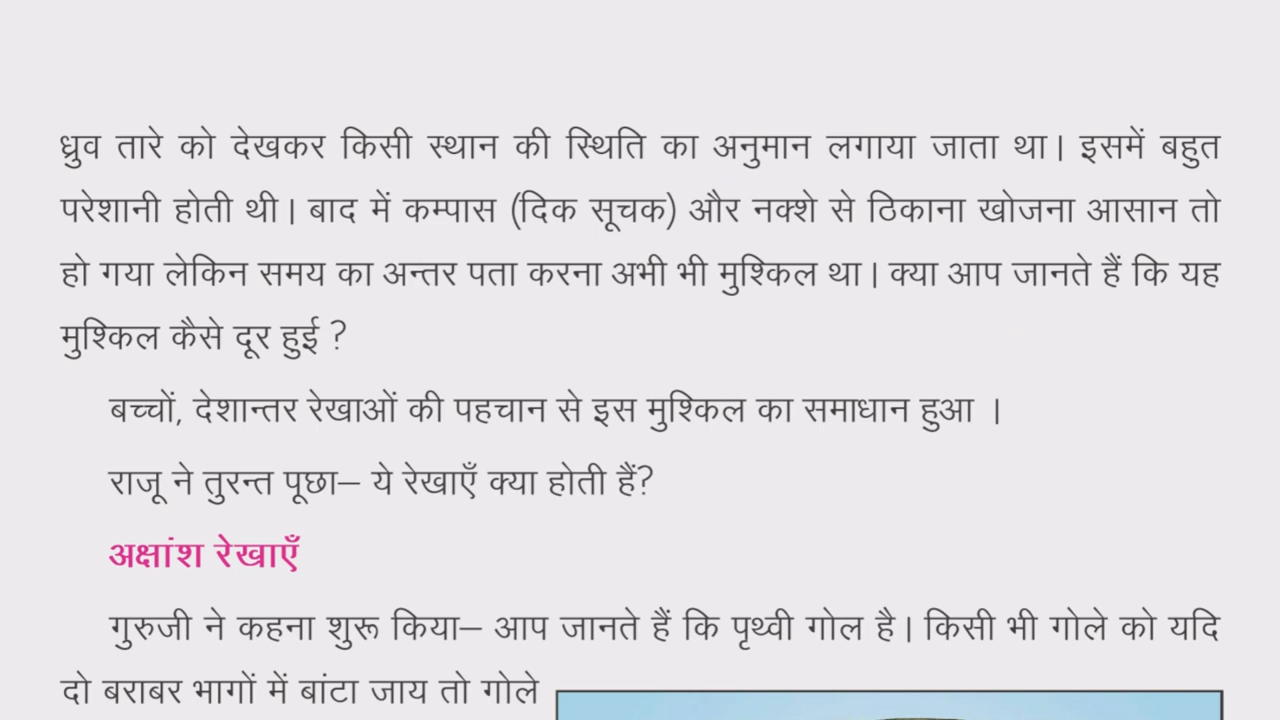 ध्रुव तारे को देखकर किसी स्थान की स्थिति का अनुमान लगाया जाता था। इसमें बहुत
परेशानी होती थी। बाद में कम्पास (दिक सूचक) और नक्शे से ठिकाना खोजना आसान तो
हो गया लेकिन समय का अन्तर पता करना अभी भी मुश्किल था। क्या आप जानते हैं कि यह
मुश्किल कैसे दूर हुई ?
बच्चों, देशान्तर रेखाओं की पहचान से इस मुश्किल का समाधान हुआ ।
राजू ने तुरन्त पूछा– ये रेखाएँ क्या होती हैं?
अक्षांश रेखाएँ
गुरुजी ने कहना शुरू किया– आप जानते हैं कि पृथ्वी गोल है। किसी भी गोले को यदि
दो बराबर भागों में बांटा जाय तो गोले